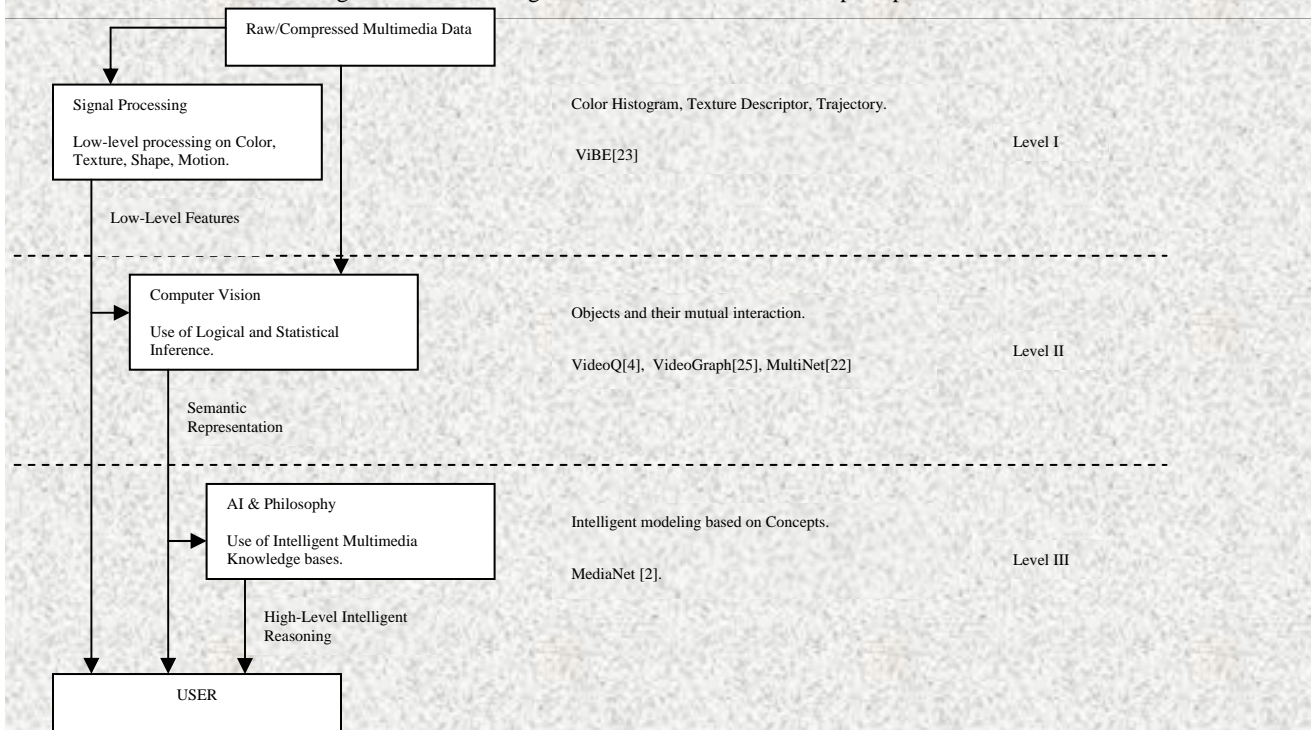 Raw/Compressed Multimedia Data
Signal Processing
Low-level processing on Color,
Texture, Shape, Motion.
Color Histogram, Texture Descriptor, Trajectory.
ViBE[23]
Level I
Low-Level Features
Computer Vision
Use of Logical and Statistical
Inference.
Objects and their mutual interaction.
VideoQ[4], VideoGraph[25], MultiNet[22]
Level II
Semantic
Representation
AI & Philosophy
Use of Intelligent Multimedia
Knowledge bases.
Intelligent modeling based on Concepts.
MediaNet [2].
Level III
High-Level Intelligent
Reasoning
USER